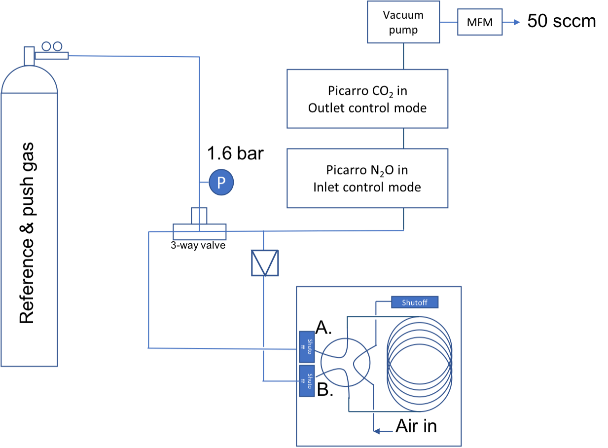 Vacuum
pump
MFM
50 sccm
Picarro CO₂ in
Outlet control mode
1.6 bar
P
Picarro N₂O in
Inlet control mode
Reference & push gas
3-way valve
Shutoff
A.
B.
Air in